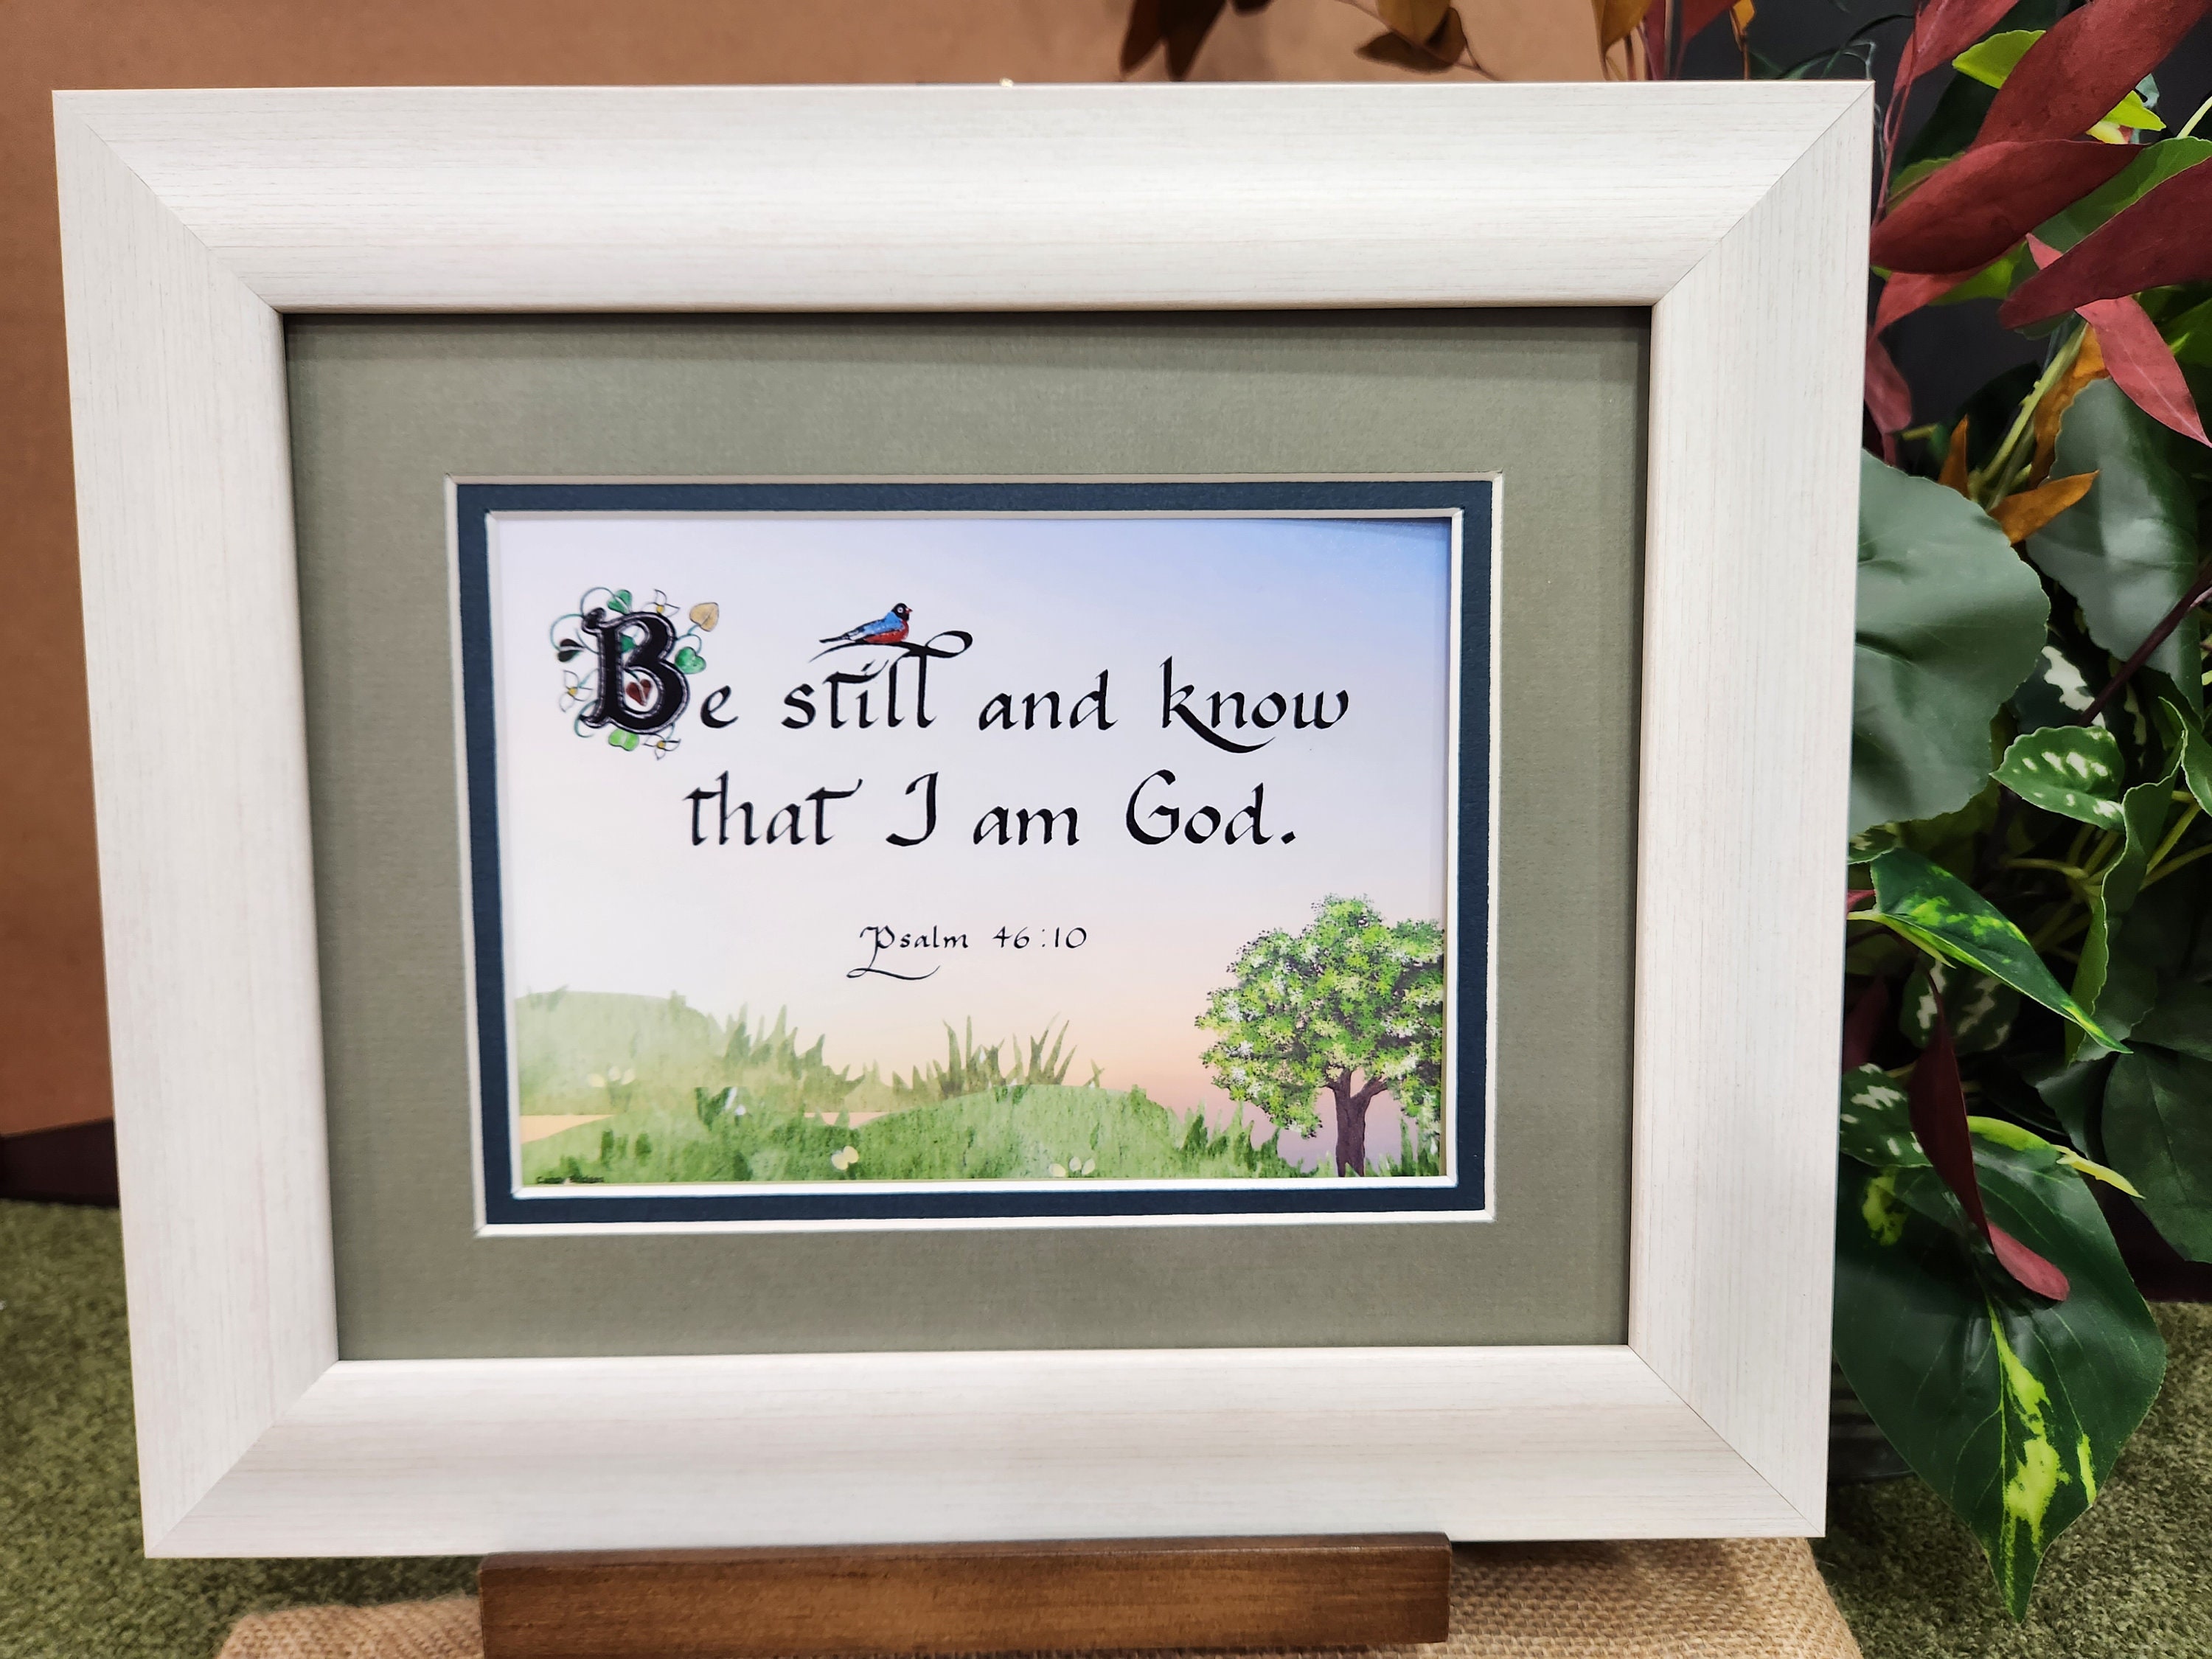 Be still and know
that I am God.
Psalm 46:10